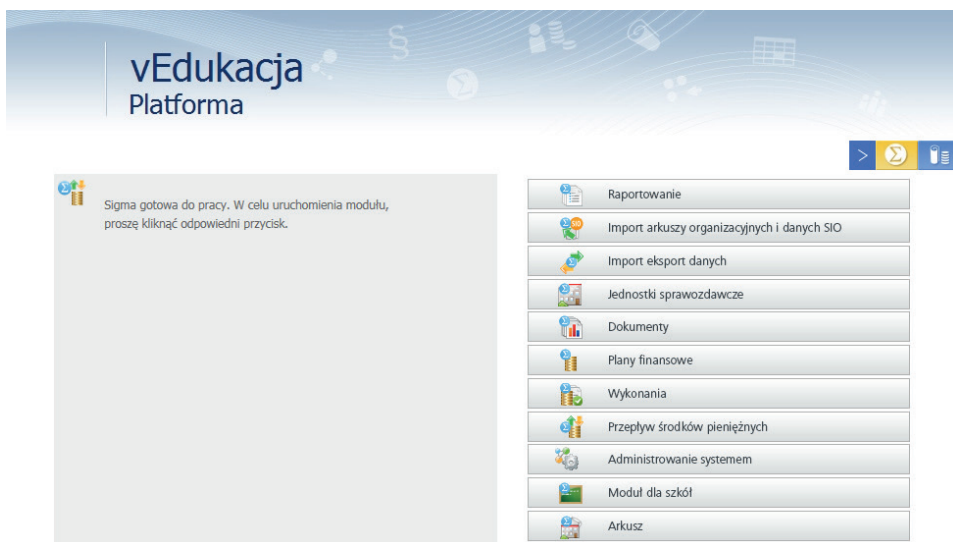 vEdukacja
Platforma
>
Sigma gotowa do pracy. W celu uruchomienia modułu,
proszę kliknąć odpowiedni przycisk.
Raportowanie
Import arkuszy organizacyjnych i danych SIO
Import eksport danych
Jednostki sprawozdawcze
Dokumenty
Plany finansowe
Wykonania
Przepływ środków pieniężnych
Administrowanie systemem
Moduł dla szkół
Arkusz